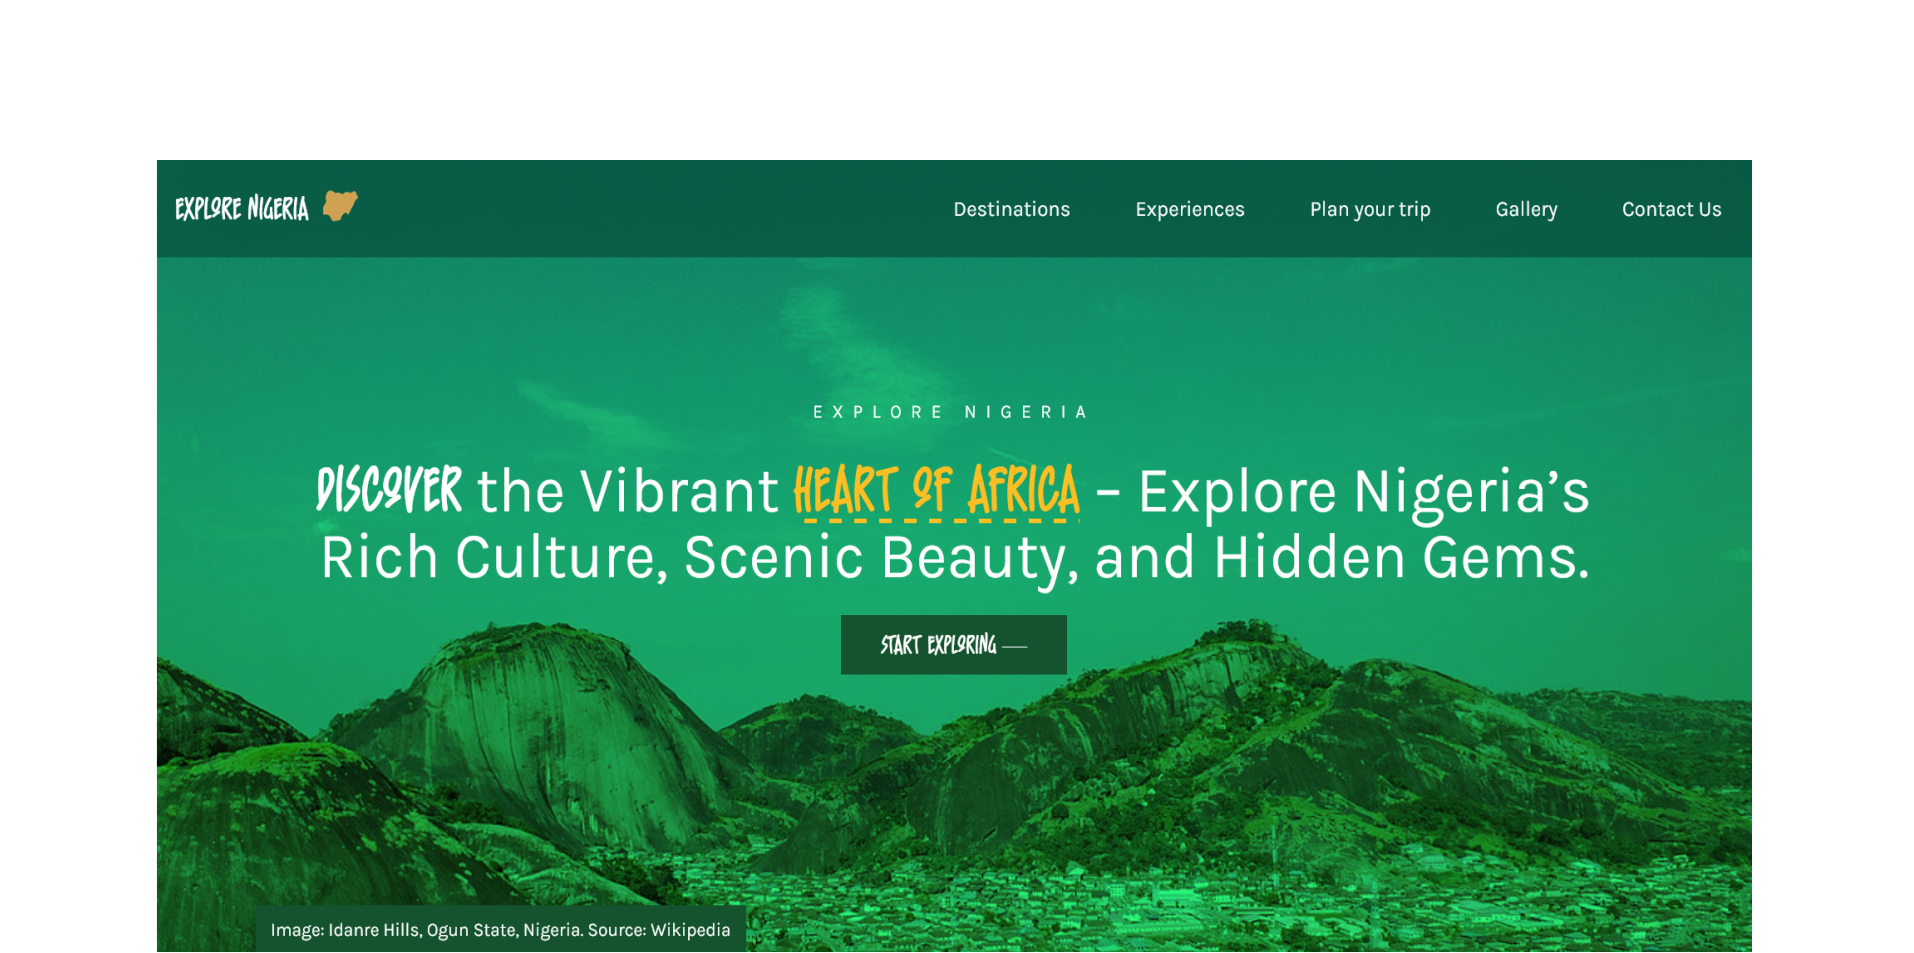 EXPLORE NIGERIA
Destinations Experiences Plan your trip Gallery Contact Us
EXPLORE NIGERIA
DISCOVER the Vibrant HEART OF AFRICA – Explore Nigeria’s
Rich Culture, Scenic Beauty, and Hidden Gems.
START EXPLORING —
Image: Idanre Hills, Ogun State, Nigeria. Source: Wikipedia